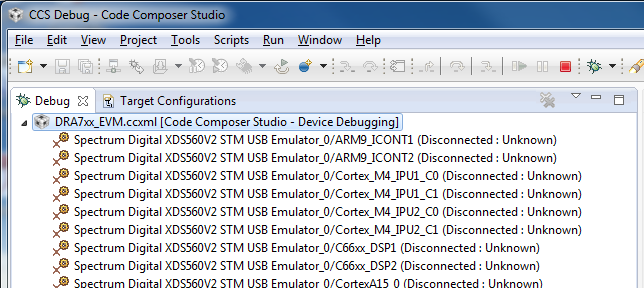 CCS Debug - Code Composer Studio
File Edit View Project Tools Scripts Run Window Help
Debug Target Configurations
DRA7xx_EVM.ccxml [Code Composer Studio - Device Debugging]
Spectrum Digital XDS560V2 STM USB Emulator_0/ARM9_ICONT1 (Disconnected : Unknown)
Spectrum Digital XDS560V2 STM USB Emulator_0/ARM9_ICONT2 (Disconnected : Unknown)
Spectrum Digital XDS560V2 STM USB Emulator_0/Cortex_M4_IPU1_C0 (Disconnected : Unknown)
Spectrum Digital XDS560V2 STM USB Emulator_0/Cortex_M4_IPU1_C1 (Disconnected : Unknown)
Spectrum Digital XDS560V2 STM USB Emulator_0/Cortex_M4_IPU2_C0 (Disconnected : Unknown)
Spectrum Digital XDS560V2 STM USB Emulator_0/Cortex_M4_IPU2_C1 (Disconnected : Unknown)
Spectrum Digital XDS560V2 STM USB Emulator_0/C66xx_DSP1 (Disconnected : Unknown)
Spectrum Digital XDS560V2 STM USB Emulator_0/C66xx_DSP2 (Disconnected : Unknown)
Spectrum Digital XDS560V2 STM USB Emulator_0/CortexA15_0 (Disconnected : Unknown)